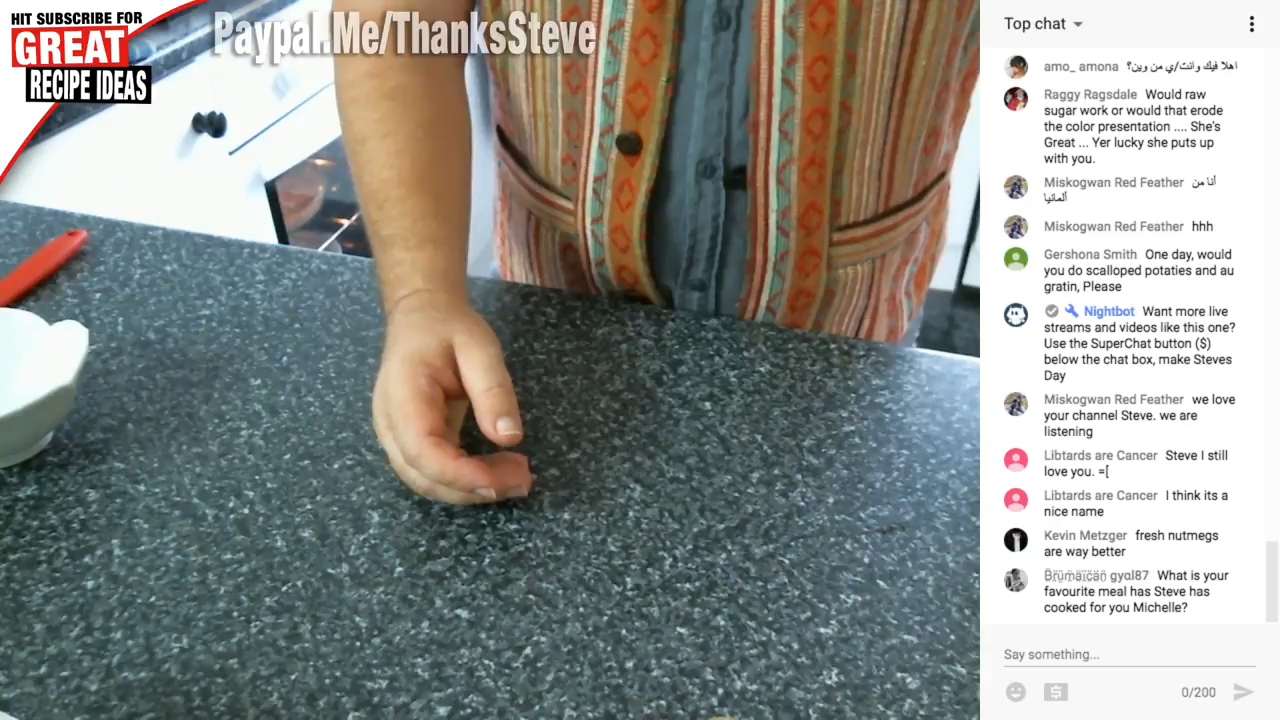 HIT SUBSCRIBE FOR
GREAT
RECIPE IDEAS
Paypal.Me/ThanksSteve
Top chat
amo_ amona اهلا فيك وانت/ي من وين؟
Raggy Ragsdale Would raw
sugar work or would that erode
the color presentation .... She's
Great ... Yer lucky she puts up
with you.
Miskogwan Red Feather أنا من
ألمانيا
Miskogwan Red Feather hhh
Gershona Smith One day, would
you do scalloped potaties and au
gratin, Please
Nightbot Want more live
streams and videos like this one?
Use the SuperChat button ($)
below the chat box, make Steves
Day
Miskogwan Red Feather we love
your channel Steve. we are
listening
Libtards are Cancer Steve I still
love you. =[
Libtards are Cancer I think its a
nice name
Kevin Metzger fresh nutmegs
are way better
gyal87 What is your
favourite meal has Steve has
cooked for you Michelle?
Say something...
0/200